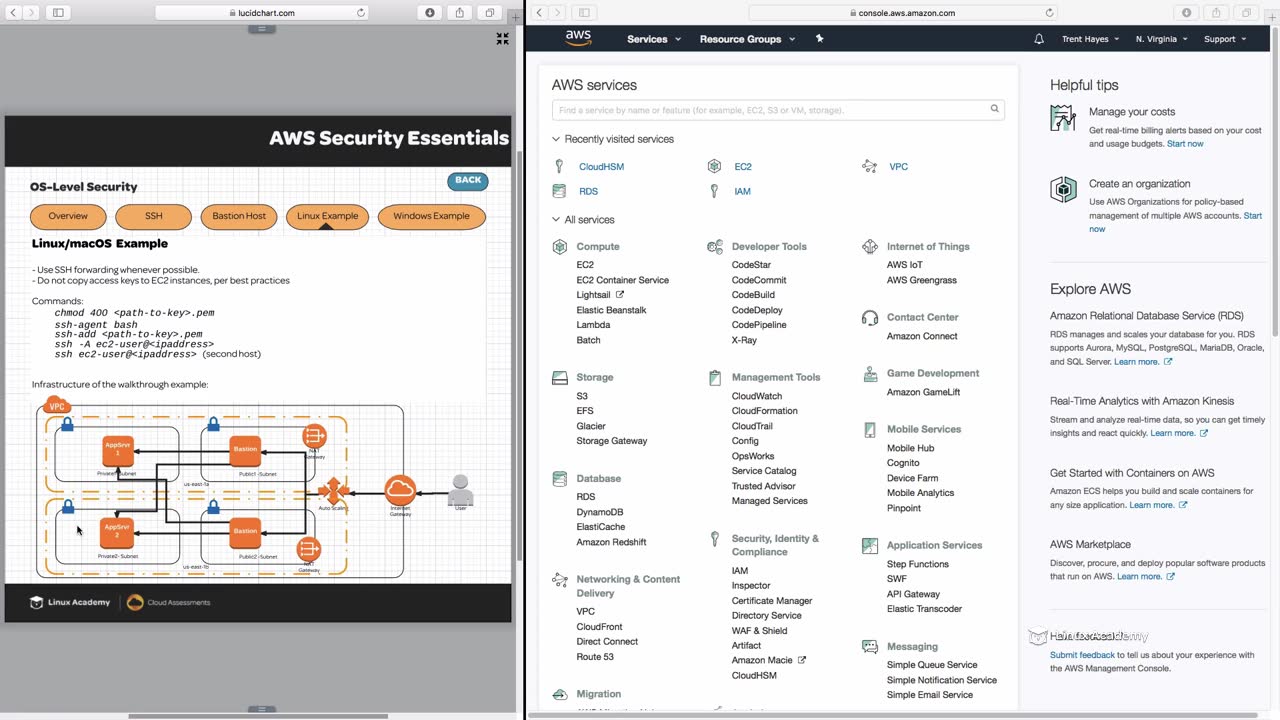 lucidchart.com
AWS Security Essentials
OS-Level Security
BACK
Overview
SSH
Bastion Host
Linux Example
Windows Example
Linux/macOS Example
- Use SSH forwarding whenever possible.
- Do not copy access keys to EC2 instances, per best practices
Commands:
chmod 400 <path-to-key>.pem
ssh-agent bash
ssh-add <path-to-key>.pem
ssh -A ec2-user@<ipaddress>
ssh ec2-user@<ipaddress> (second host)
Infrastructure of the walkthrough example:
VPC
AppSrvr
1
Bastion
NAT
Gateway
Private1-Subnet
Public1-Subnet
us-east-1a
Auto Scaling
Internet
Gateway
User
AppSrvr
2
Bastion
Private2-Subnet
Public2-Subnet
NAT
Gateway
us-east-1b
Linux Academy
Cloud Assessments
console.aws.amazon.com
aws
Services
Resource Groups
Trent Hayes
N. Virginia
Support
AWS services
Find a service by name or feature (for example, EC2, S3 or VM, storage).
Recently visited services
CloudHSM
EC2
VPC
RDS
IAM
All services
Compute
EC2
EC2 Container Service
Lightsail
Elastic Beanstalk
Lambda
Batch
Storage
S3
EFS
Glacier
Storage Gateway
Database
RDS
DynamoDB
ElastiCache
Amazon Redshift
Networking & Content
Delivery
VPC
CloudFront
Direct Connect
Route 53
Migration
Developer Tools
CodeStar
CodeCommit
CodeBuild
CodeDeploy
CodePipeline
X-Ray
Management Tools
CloudWatch
CloudFormation
CloudTrail
Config
OpsWorks
Service Catalog
Trusted Advisor
Managed Services
Security, Identity &
Compliance
IAM
Inspector
Certificate Manager
Directory Service
WAF & Shield
Artifact
Amazon Macie
CloudHSM
Internet of Things
AWS IoT
AWS Greengrass
Contact Center
Amazon Connect
Game Development
Amazon GameLift
Mobile Services
Mobile Hub
Cognito
Device Farm
Mobile Analytics
Pinpoint
Application Services
Step Functions
SWF
API Gateway
Elastic Transcoder
Messaging
Simple Queue Service
Simple Notification Service
Simple Email Service
Helpful tips
Manage your costs
Get real-time billing alerts based on your cost
and usage budgets. Start now
Create an organization
Use AWS Organizations for policy-based
management of multiple AWS accounts. Start
now
Explore AWS
Amazon Relational Database Service (RDS)
RDS manages and scales your database for you. RDS
supports Aurora, MySQL, PostgreSQL, MariaDB, Oracle,
and SQL Server. Learn more.
Real-Time Analytics with Amazon Kinesis
Stream and analyze real-time data, so you can get timely
insights and react quickly. Learn more.
Get Started with Containers on AWS
Amazon ECS helps you build and scale containers for
any size application. Learn more.
AWS Marketplace
Discover, procure, and deploy popular software products
that run on AWS. Learn more.
Linux Academy
Submit feedback to tell us about your experience with
the AWS Management Console.